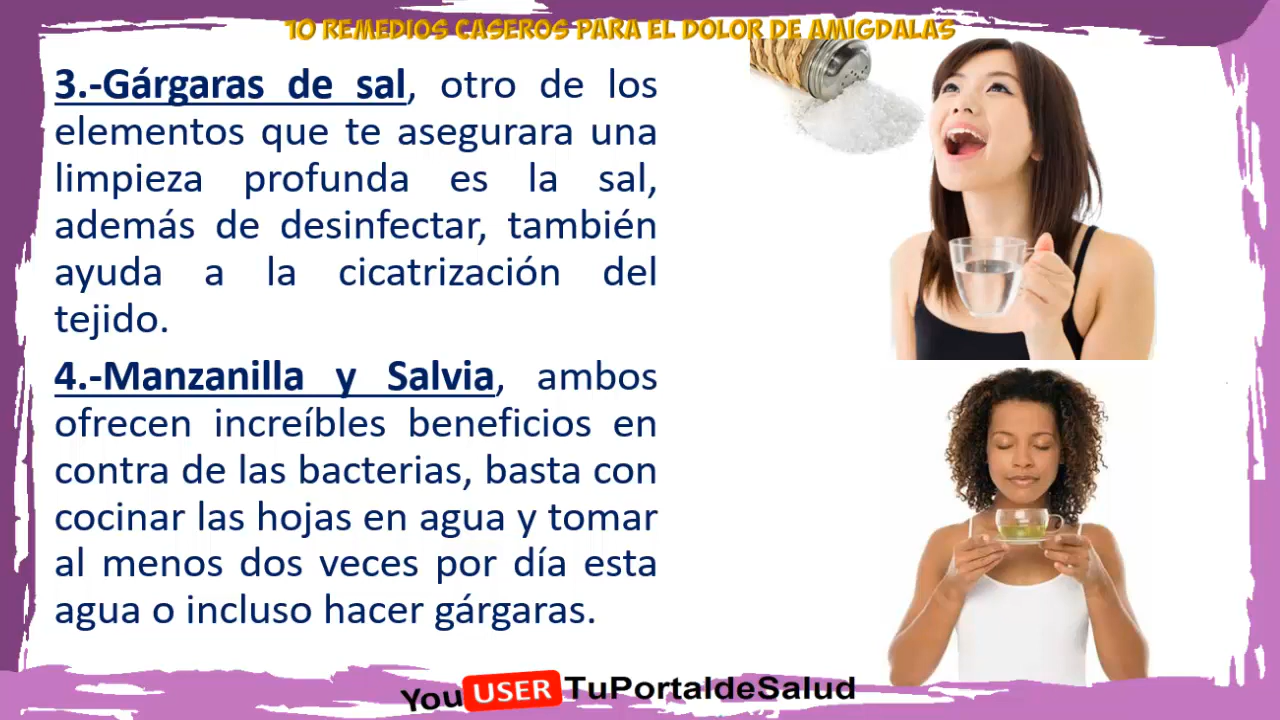 10 REMEDIOS CASEROS PARA EL DOLOR DE AMIGDALAS
3.-Gárgaras de sal, otro de los
elementos que te asegurara una
limpieza profunda es la sal,
además de desinfectar, también
ayuda a la cicatrización del
tejido.
4.-Manzanilla y Salvia, ambos
ofrecen increíbles beneficios en
contra de las bacterias, basta con
cocinar las hojas en agua y tomar
al menos dos veces por día esta
agua o incluso hacer gárgaras.
You USER TuPortaldeSalud